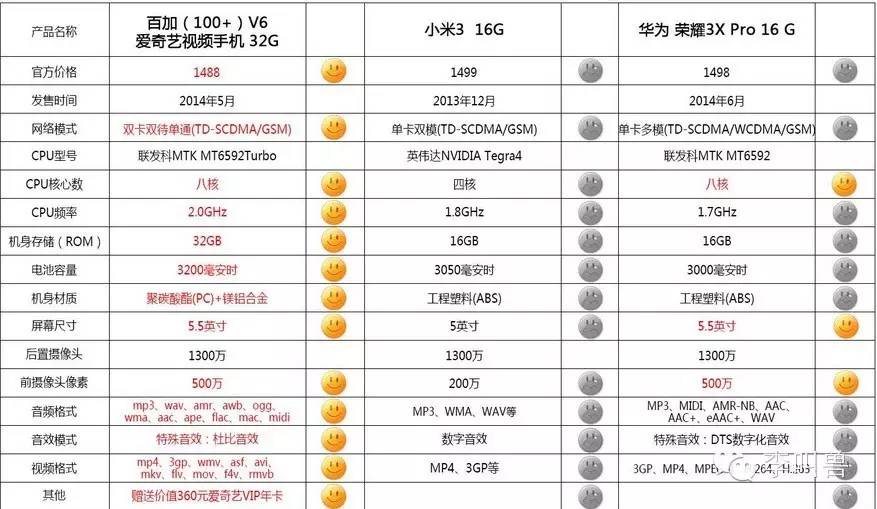 产品名称 百加（100+）V6 爱奇艺视频手机 32G 小米3 16G 华为 荣耀3X Pro 16 G
官方价格 1488 1499 1498
发售时间 2014年5月 2013年12月 2014年6月
网络模式 双卡双待单通(TD-SCDMA/GSM) 单卡双模(TD-SCDMA/GSM) 单卡多模(TD-SCDMA/WCDMA/GSM)
CPU型号 联发科MTK MT6592Turbo 英伟达NVIDIA Tegra4 联发科MTK MT6592
CPU核心数 八核 四核 八核
CPU频率 2.0GHz 1.8GHz 1.7GHz
机身存储（ROM） 32GB 16GB 16GB
电池容量 3200毫安时 3050毫安时 3000毫安时
机身材质 聚碳酸酯(PC)+镁铝合金 工程塑料(ABS) 工程塑料(ABS)
屏幕尺寸 5.5英寸 5英寸 5.5英寸
后置摄像头 1300万 1300万 1300万
前摄像头像素 500万 200万 500万
音频格式 mp3、wav、amr、awb、ogg、 wma、aac、ape、flac、mac、midi MP3、WMA、WAV等 MP3、MIDI、AMR-NB、AAC、 AAC+、eAAC+、WAV
音效模式 特殊音效：杜比音效 数字音效 特殊音效：DTS数字化音效
视频格式 mp4、3gp、wmv、asf、avi、 mkv、flv、mov、f4v、rmvb MP4、3GP等 3GP、MP4、
其他 赠送价值360元爱奇艺VIP年卡
李叫兽